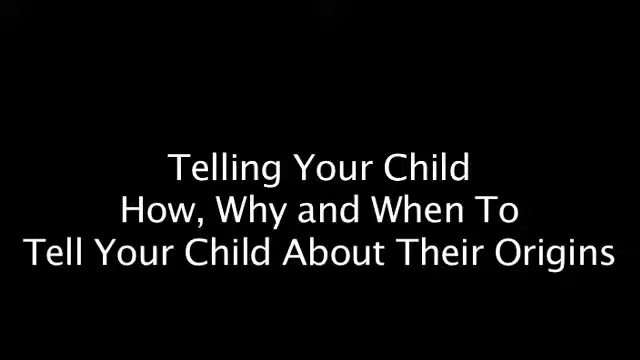 Telling Your Child
How, Why and When To
Tell Your Child About Their Origins